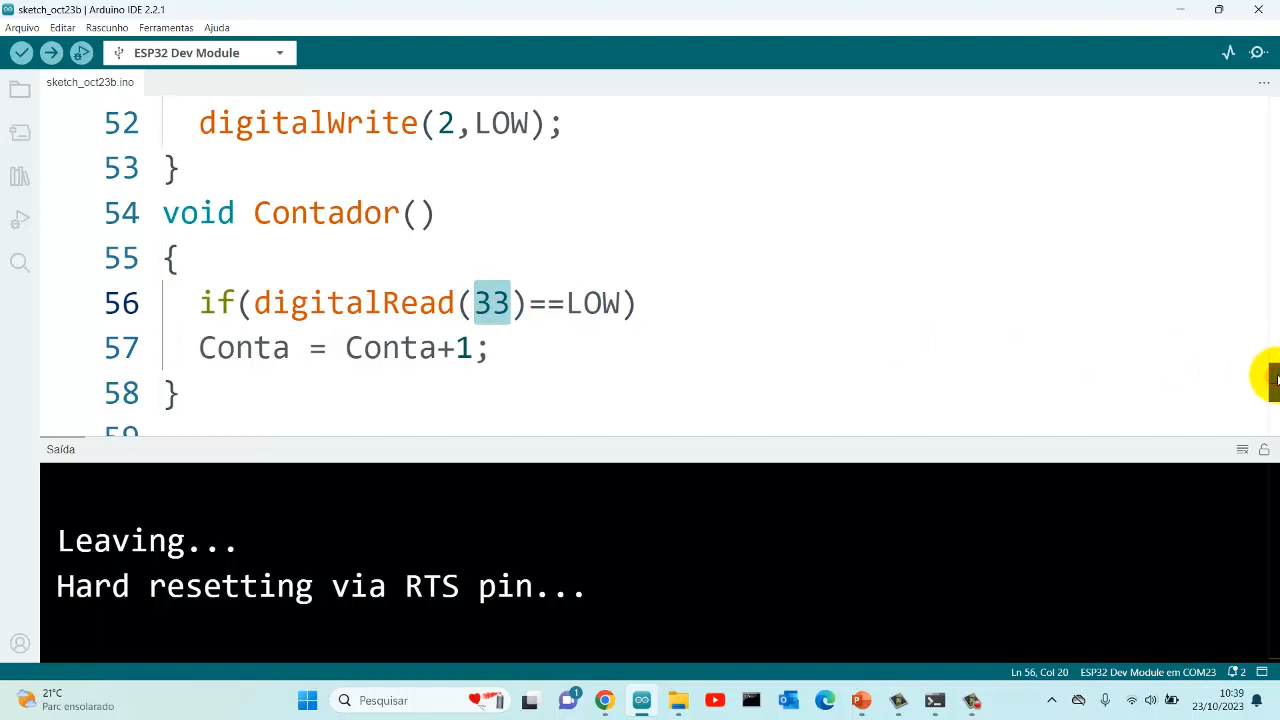 sketch_oct23b | Arduino IDE 2.2.1
Arquivo Editar Rascunho Ferramentas Ajuda
ESP32 Dev Module
sketch_oct23b.ino
52 digitalWrite(2,LOW);
53 }
54 void Contador()
55 {
56 if(digitalRead(33)==LOW)
57 Conta = Conta+1;
58 }
59
Saída
Leaving...
Hard resetting via RTS pin...
Ln 56, Col 20 ESP32 Dev Module em COM23 2
21°C
Parc ensolarado
Pesquisar
1
10:39
23/10/2023